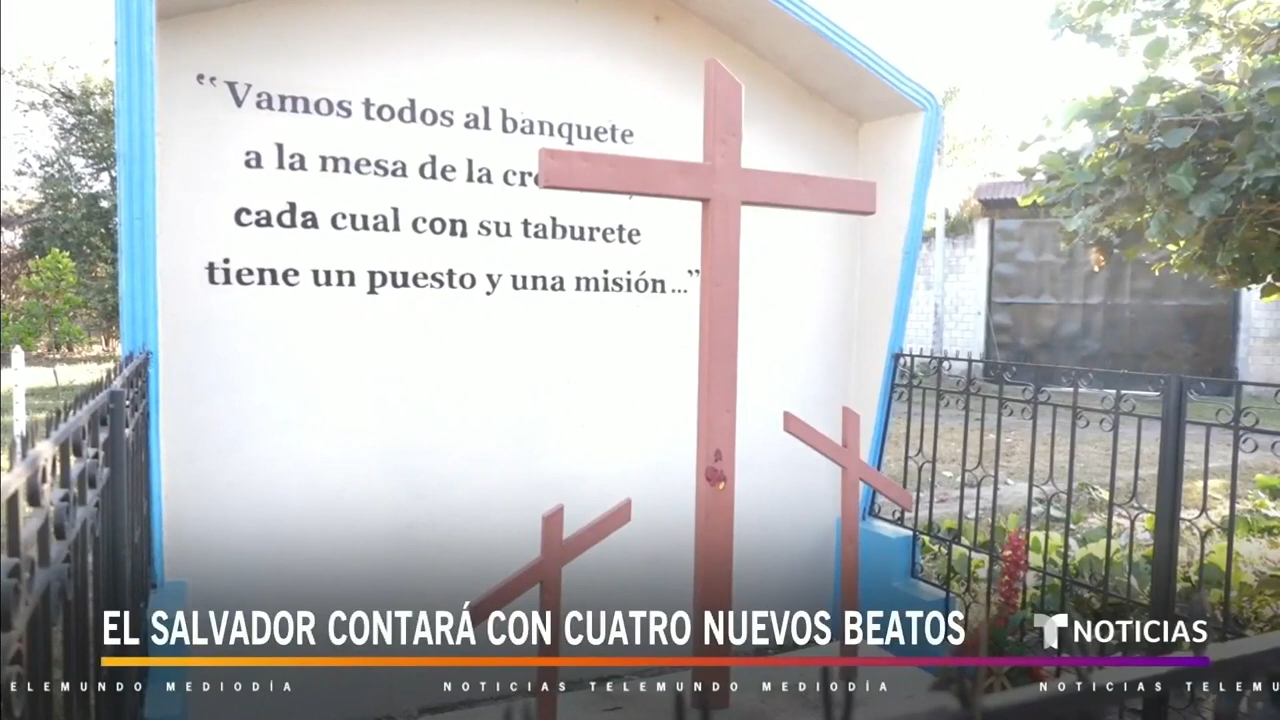 “Vamos todos al banquete
a la mesa de la cre
cada cual con su taburete
tiene un puesto y una misión...”
EL SALVADOR CONTARÁ CON CUATRO NUEVOS BEATOS
NOTICIAS
ELEMUNDO MEDIODÍA NOTICIAS TELEMUNDO MEDIODÍA NOTICIAS TELEMU